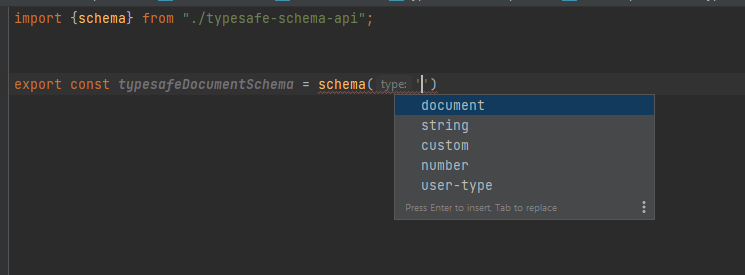 import {schema} from "./typesafe-schema-api";
export const typesafeDocumentSchema = schema( type: '')
document
string
custom
number
user-type
Press Enter to insert, Tab to replace